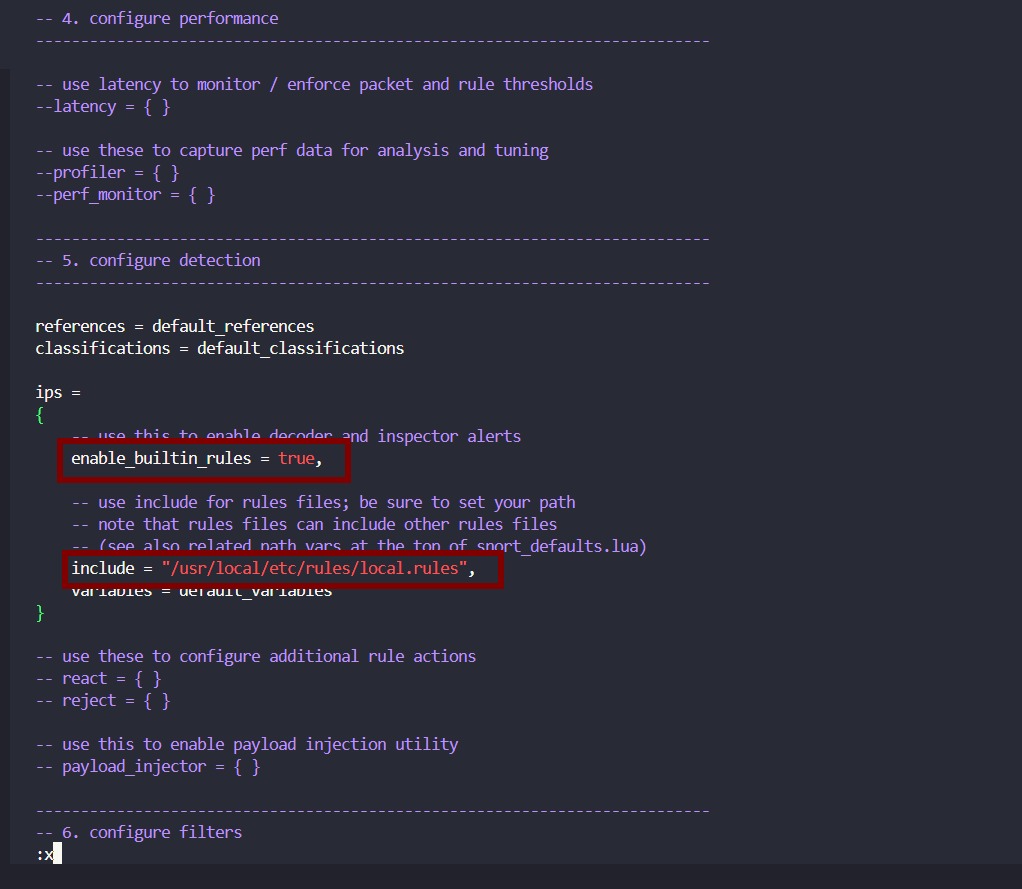 -- 4. configure performance
---------------------------------------------------------------------------
-- use latency to monitor / enforce packet and rule thresholds
--latency = { }
-- use these to capture perf data for analysis and tuning
--profiler = { }
--perf_monitor = { }
---------------------------------------------------------------------------
-- 5. configure detection
---------------------------------------------------------------------------
references = default_references
classifications = default_classifications
ips =
{
-- use this to enable decoder and inspector alerts
enable_builtin_rules = true,
-- use include for rules files; be sure to set your path
-- note that rules files can include other rules files
-- (see also related path vars at the top of snort_defaults.lua)
include = "/usr/local/etc/rules/local.rules",
variables = default_variables
}
-- use these to configure additional rule actions
-- react = { }
-- reject = { }
-- use this to enable payload injection utility
-- payload_injector = { }
---------------------------------------------------------------------------
-- 6. configure filters
:x